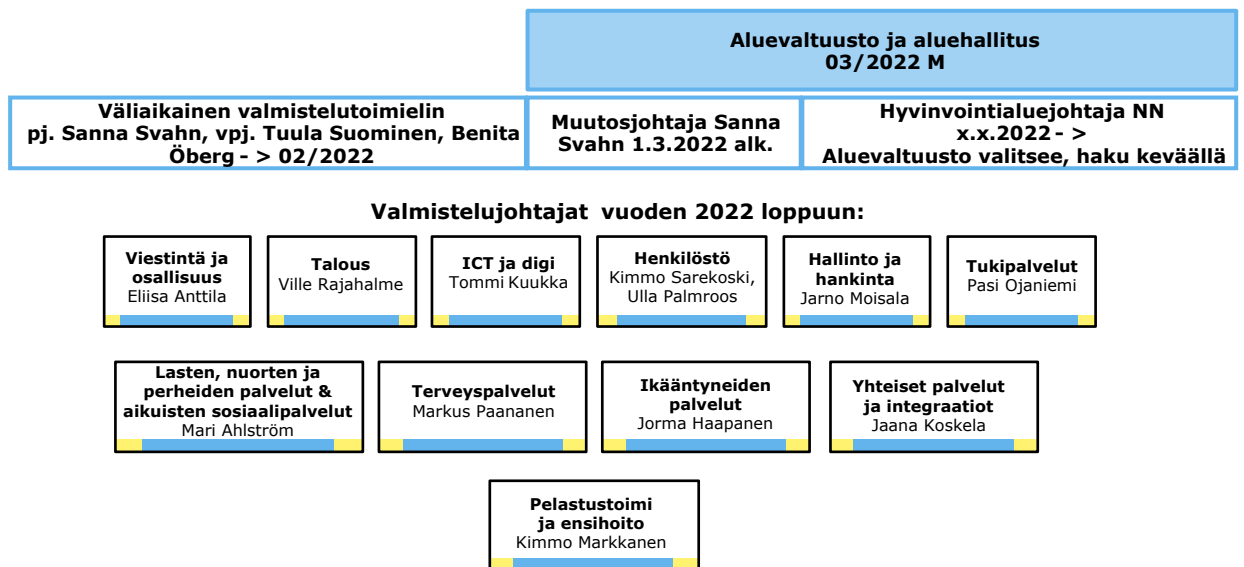 Aluevaltuusto ja aluehallitus
03/2022 M
Väliaikainen valmistelutoimielin
pj. Sanna Svahn, vpj. Tuula Suominen, Benita
Öberg - > 02/2022
Muutosjohtaja Sanna
Svahn 1.3.2022 alk.
Hyvinvointialuejohtaja NN
x.x.2022 - >
Aluevaltuusto valitsee, haku keväällä
Valmistelujohtajat vuoden 2022 loppuun:
Viestintä ja
osallisuus
Eliisa Anttila
Talous
Ville Rajahalme
ICT ja digi
Tommi Kuukka
Henkilöstö
Kimmo Sarekoski,
Ulla Palmroos
Hallinto ja
hankinta
Jarno Moisala
Tukipalvelut
Pasi Ojaniemi
Lasten, nuorten ja
perheiden palvelut &
aikuisten sosiaalipalvelut
Mari Ahlström
Terveyspalvelut
Markus Paananen
Ikääntyneiden
palvelut
Jorma Haapanen
Yhteiset palvelut
ja integraatiot
Jaana Koskela
Pelastustoimi
ja ensihoito
Kimmo Markkanen